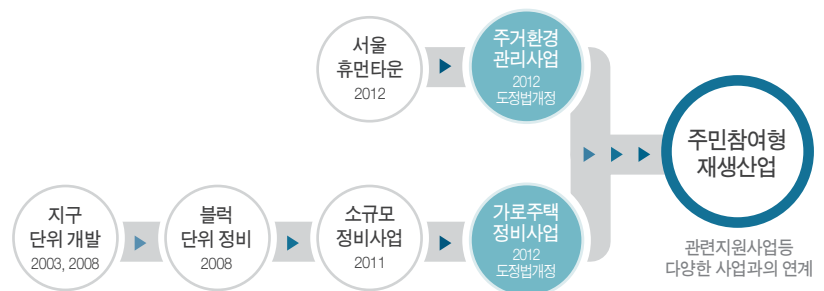 서울
휴먼타운
2012
주거환경
관리사업
2012
도정법개정
지구
단위 개발
2003, 2008
블럭
단위 정비
2008
소규모
정비사업
2011
가로주택
정비사업
2012
도정법개정
주민참여형
재생산업
관련지원사업등
다양한 사업과의 연계